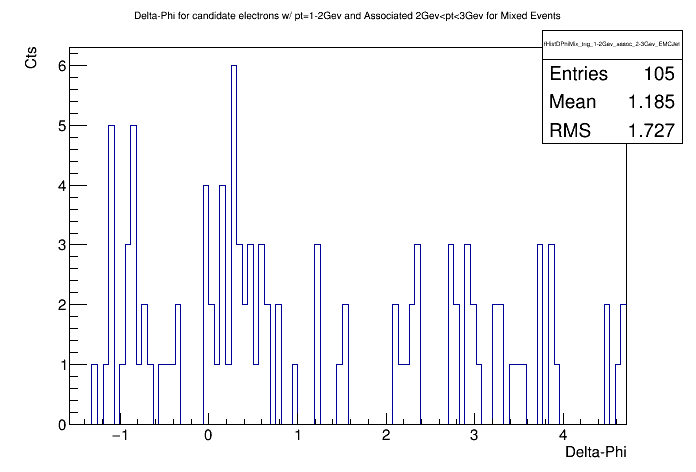 Delta-Phi for candidate electrons w/ pt=1-2Gev and Associated 2Gev<pt<3Gev for Mixed Events
Cts
fHistDPhiMix_trig_1-2Gev_assoc_2-3Gev_EMCJet
Entries 105
Mean 1.185
RMS 1.727
6
5
4
3
2
1
0
−1 0 1 2 3 4
Delta-Phi